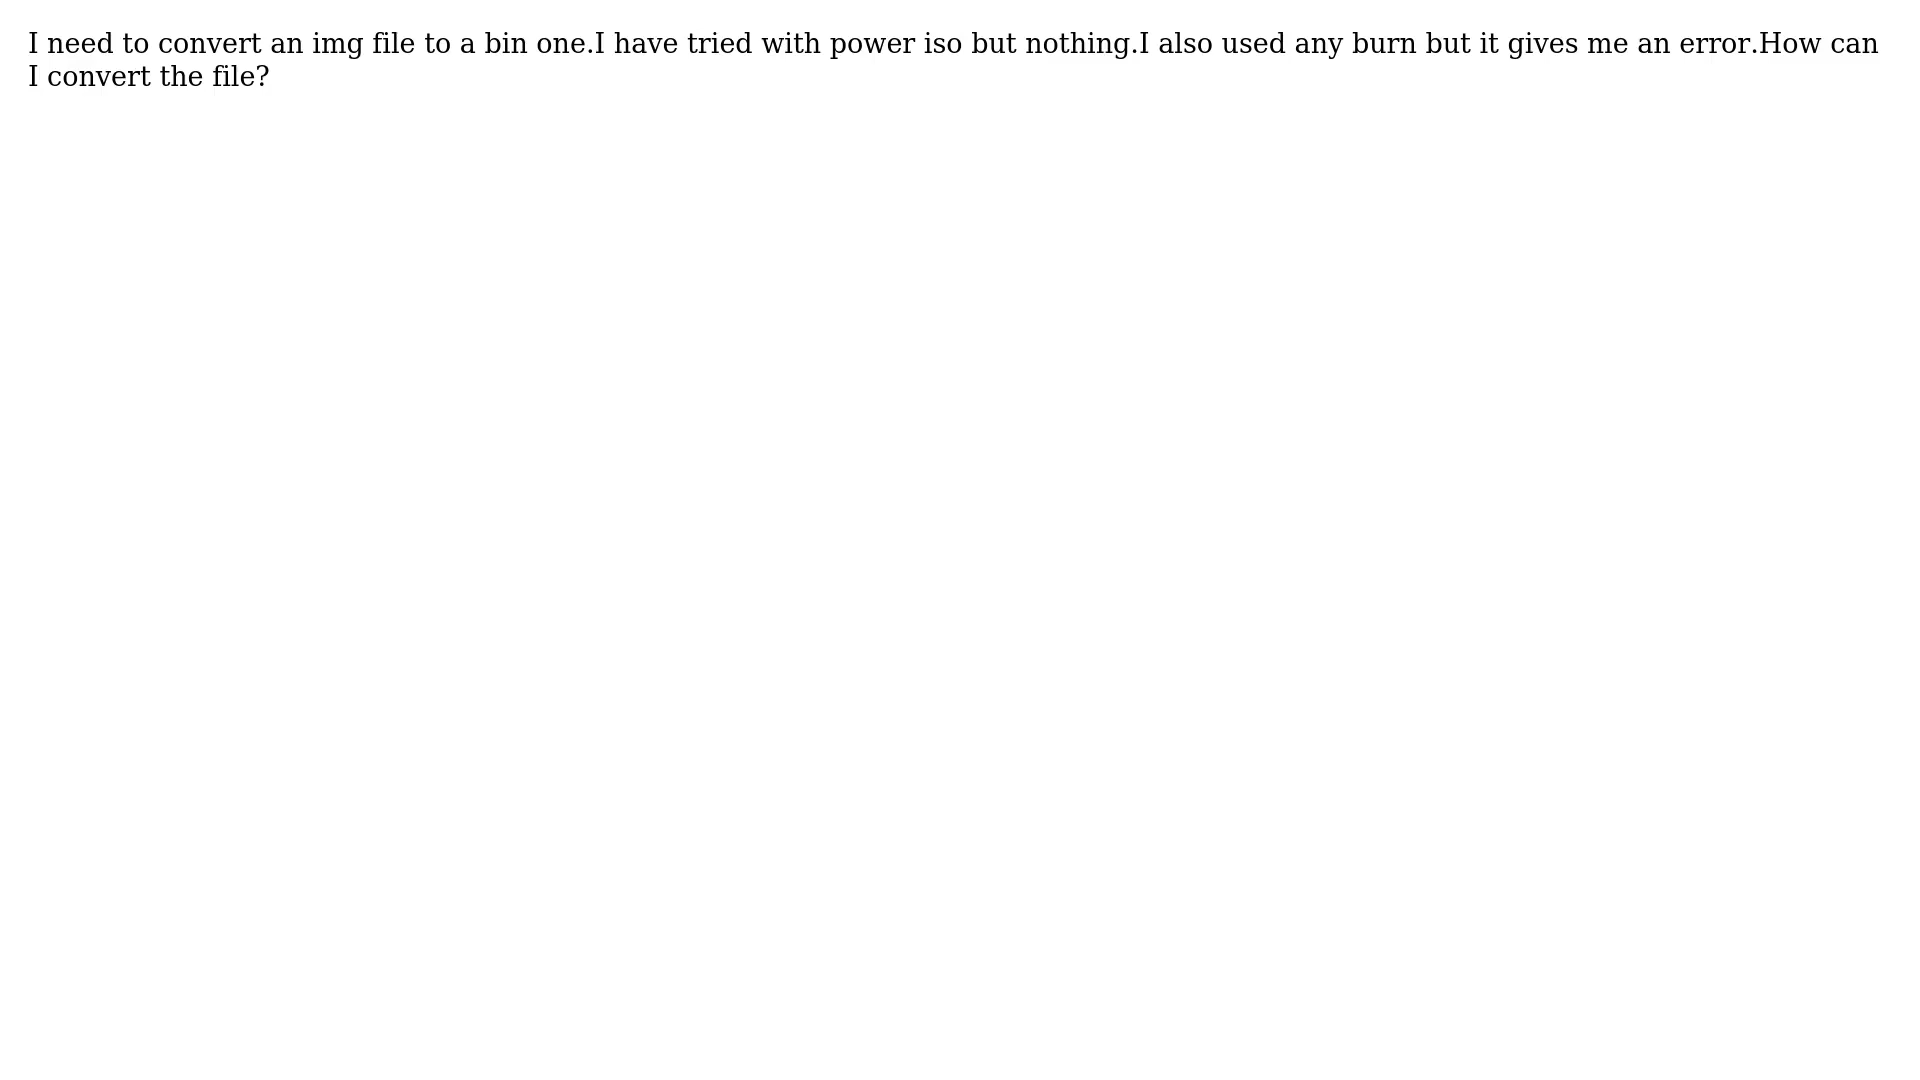 I need to convert an img file to a bin one.I have tried with power iso but nothing.I also used any burn but it gives me an error.How can
I convert the file?